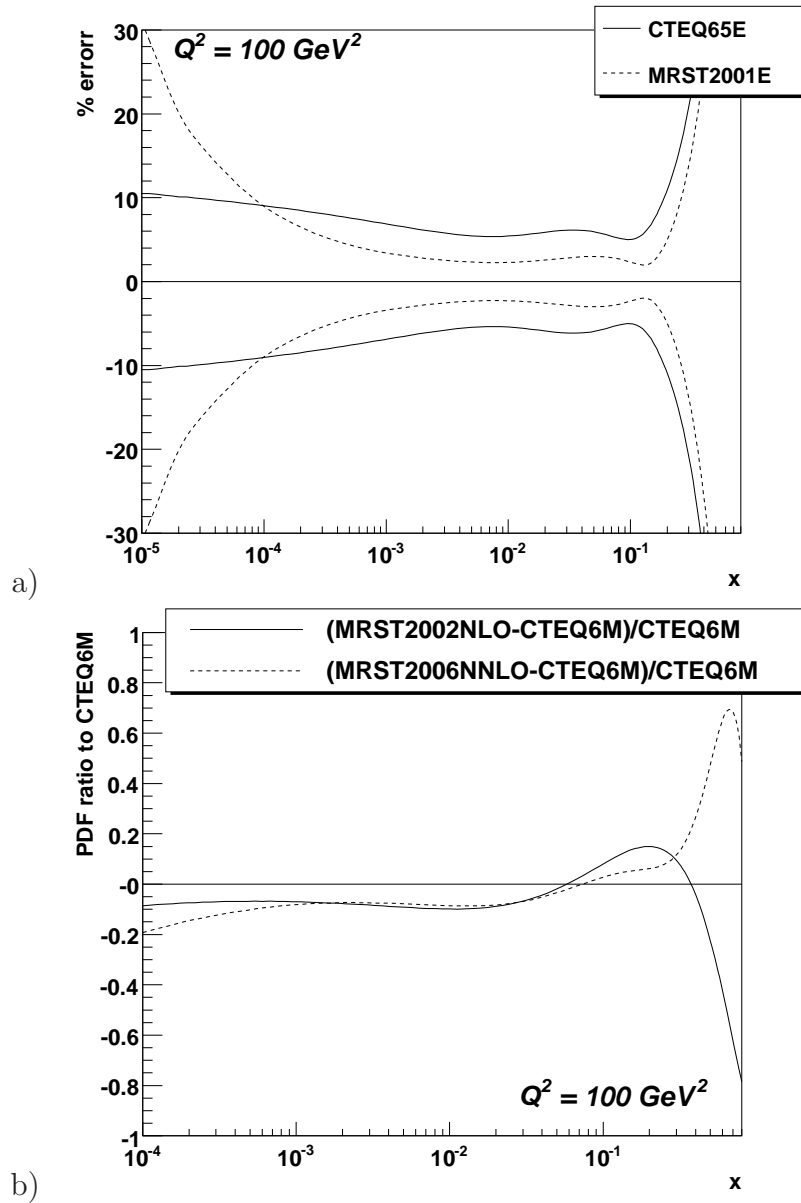 Q² = 100 GeV²
CTEQ65E
MRST2001E
% errorr
30
20
10
0
-10
-20
-30
10⁻⁵
10⁻⁴
10⁻³
10⁻²
10⁻¹
x
a)
(MRST2002NLO-CTEQ6M)/CTEQ6M
(MRST2006NNLO-CTEQ6M)/CTEQ6M
PDF ratio to CTEQ6M
1
0.8
0.6
0.4
0.2
-0
-0.2
-0.4
-0.6
-0.8
-1
Q² = 100 GeV²
10⁻⁴
10⁻³
10⁻²
10⁻¹
x
b)